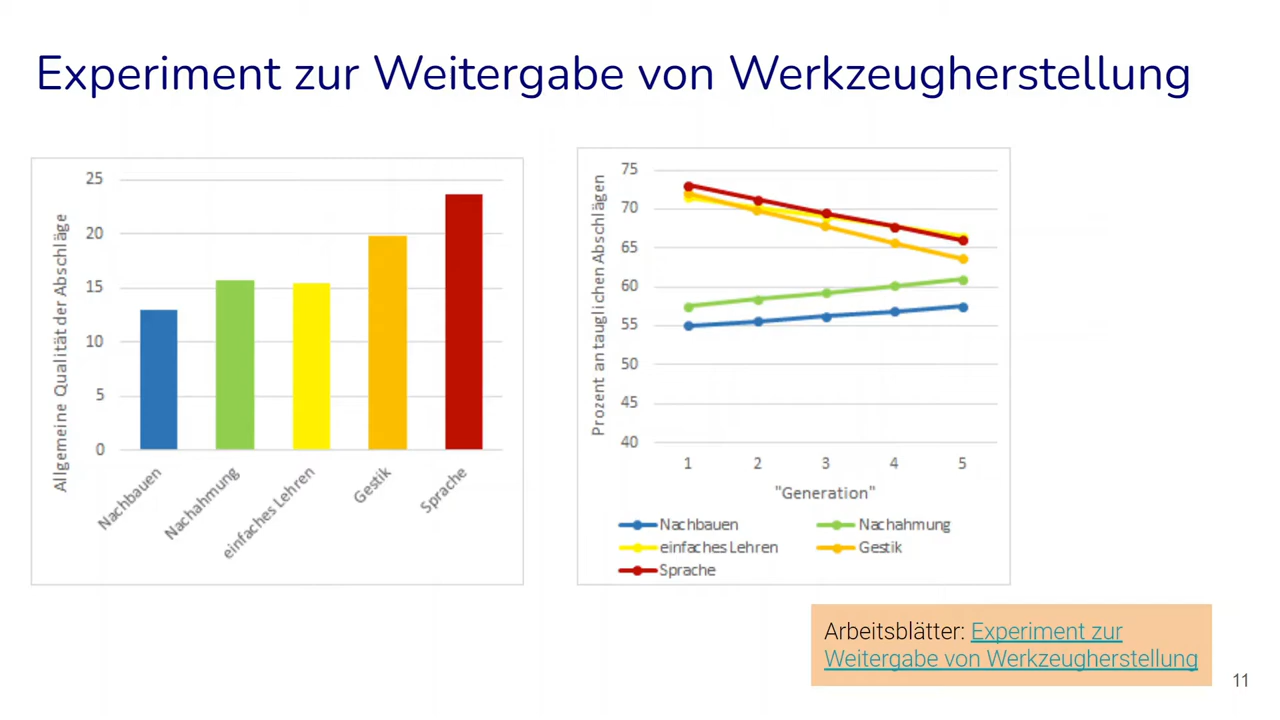 Experiment zur Weitergabe von Werkzeugherstellung
Allgemeine Qualität der Abschläge
25
20
15
10
5
0
Nachbauen
Nachahmung
einfaches Lehren
Gestik
Sprache
Prozent an tauglichen Abschlägen
75
70
65
60
55
50
45
40
1 2 3 4 5
"Generation"
Nachbauen Nachahmung
einfaches Lehren Gestik
Sprache
Arbeitsblätter: Experiment zur
Weitergabe von Werkzeugherstellung
11